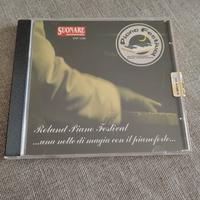 SUONARE
Piano Festival
Roland Piano Festival
...una notte di magia con il pianoforte...